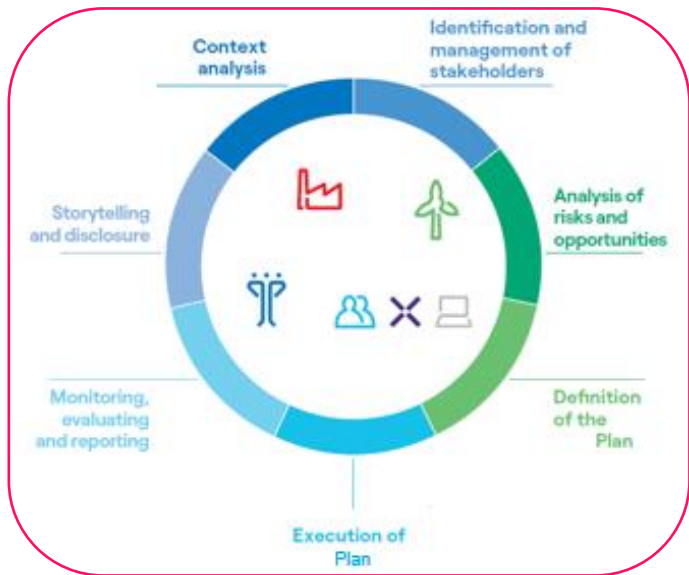 Context
analysis
Identification and
management of
stakeholders
Analysis of
risks and
opportunities
Definition
of the
Plan
Execution of
Plan
Monitoring,
evaluating
and reporting
Storytelling
and disclosure